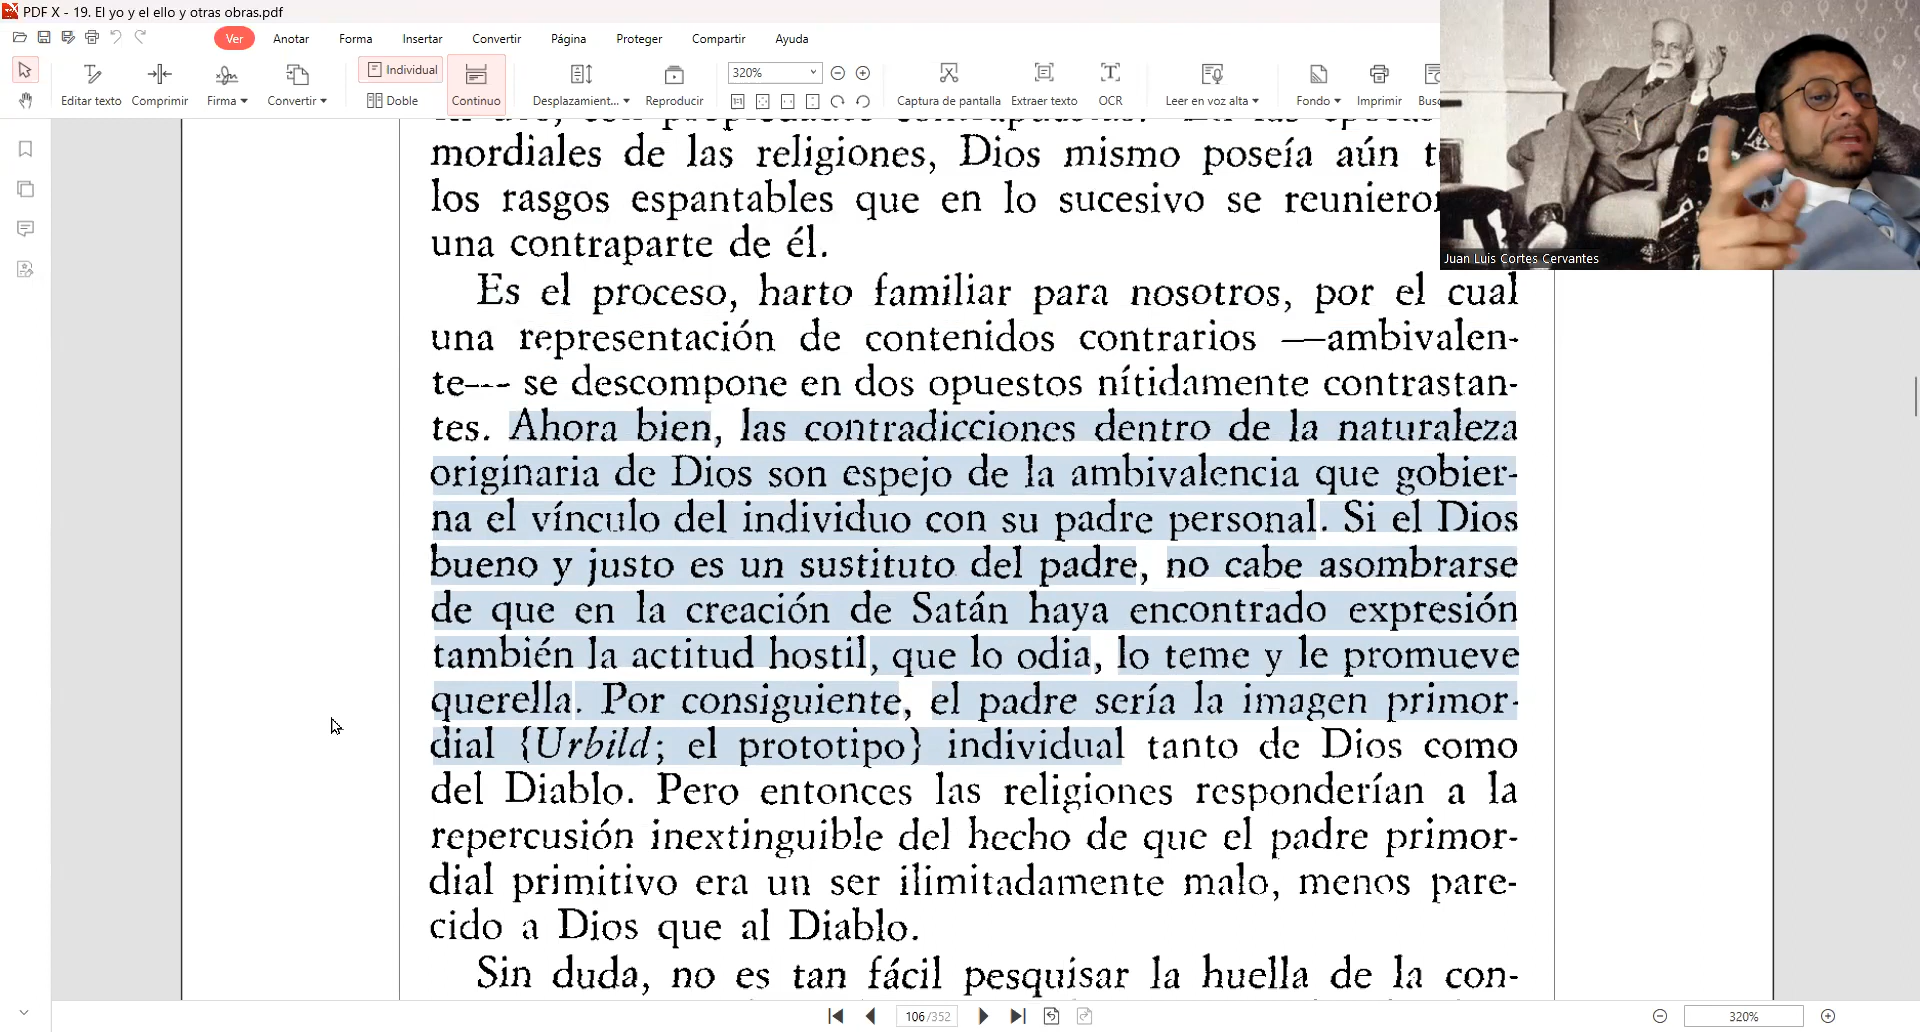 PDF X - 19. El yo y el ello y otras obras.pdf
Ver Anotar Forma Insertar Convertir Página Proteger Compartir Ayuda
Individual
320%
Editar texto Comprimir Firma Convertir Doble Continuo Desplazamient... Reproducir Captura de pantalla Extraer texto OCR Leer en voz alta Fondo Imprimir
mordiales de las religiones, Dios mismo poseía aún
los rasgos espantables que en lo sucesivo se
una contraparte de él.
Juan Luis Cortes Cervantes
Es el proceso, harto familiar para nosotros, por el cual
una representación de contenidos contrarios —ambivalen-
te--- se descompone en dos opuestos nítidamente contrastan-
tes. Ahora bien, las contradicciones dentro de la naturaleza
originaria de Dios son espejo de la ambivalencia que gobier-
na el vínculo del individuo con su padre personal. Si el Dios
bueno y justo es un sustituto del padre, no cabe asombrarse
de que en la creación de Satán haya encontrado expresión
también la actitud hostil, que lo odia, lo teme y le promueve
querella. Por consiguiente, el padre sería la imagen primor-
dial {Urbild; el prototipo} individual tanto de Dios como
del Diablo. Pero entonces las religiones responderían a la
repercusión inextinguible del hecho de que el padre primor-
dial primitivo era un ser ilimitadamente malo, menos pare-
cido a Dios que al Diablo.
Sin duda, no es tan fácil pesquisar la huella de la con-
106/352
320%